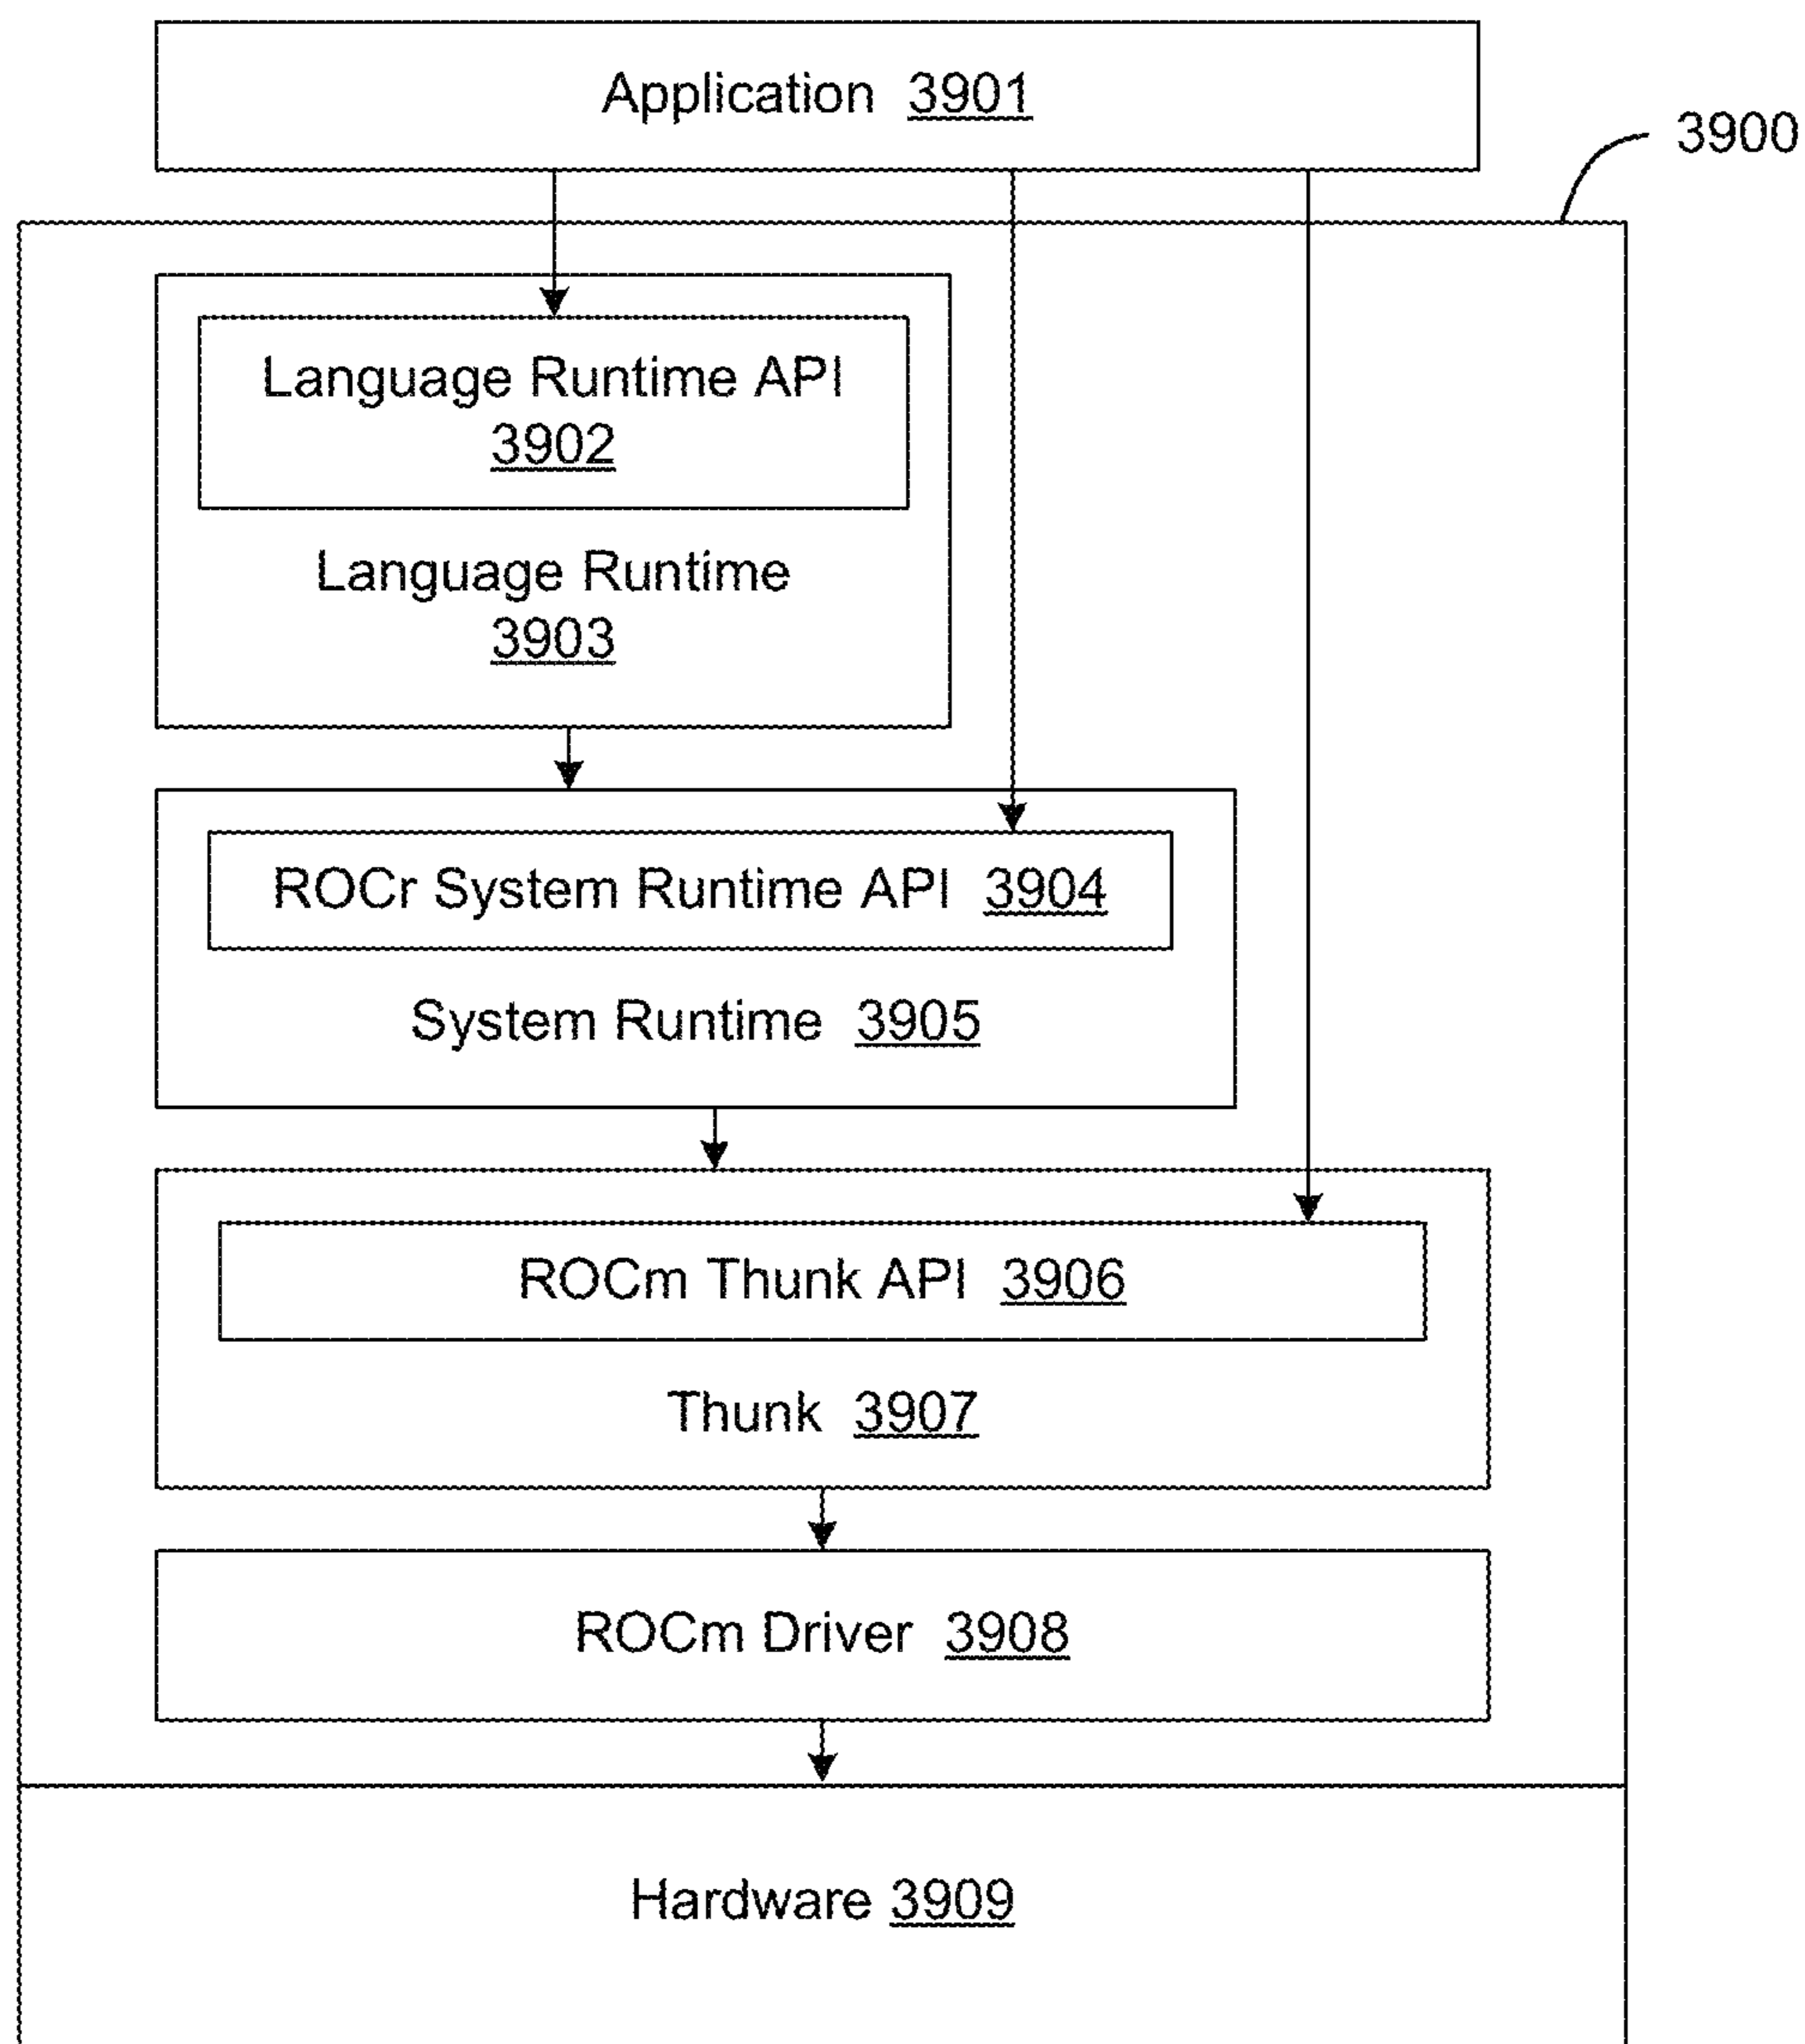 Application 3901
3900
Language Runtime API
3902
Language Runtime
3903
ROCr System Runtime API 3904
System Runtime 3905
ROCm Thunk API 3906
Thunk 3907
ROCm Driver 3908
Hardware 3909